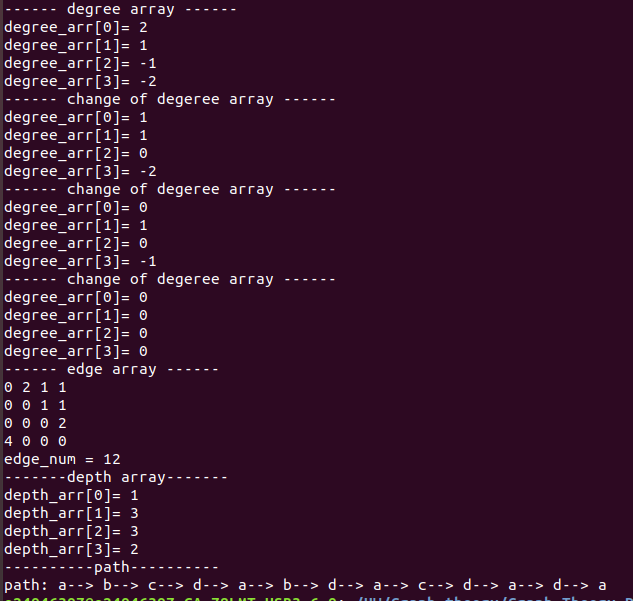 ------ degree array ------
degree_arr[0]= 2
degree_arr[1]= 1
degree_arr[2]= -1
degree_arr[3]= -2
------ change of degeree array ------
degree_arr[0]= 1
degree_arr[1]= 1
degree_arr[2]= 0
degree_arr[3]= -2
------ change of degeree array ------
degree_arr[0]= 0
degree_arr[1]= 1
degree_arr[2]= 0
degree_arr[3]= -1
------ change of degeree array ------
degree_arr[0]= 0
degree_arr[1]= 0
degree_arr[2]= 0
degree_arr[3]= 0
------ edge array ------
0 2 1 1
0 0 1 1
0 0 0 2
4 0 0 0
edge_num = 12
-------depth array-------
depth_arr[0]= 1
depth_arr[1]= 3
depth_arr[2]= 3
depth_arr[3]= 2
----------path----------
path: a--> b--> c--> d--> a--> b--> d--> a--> c--> d--> a--> d--> a